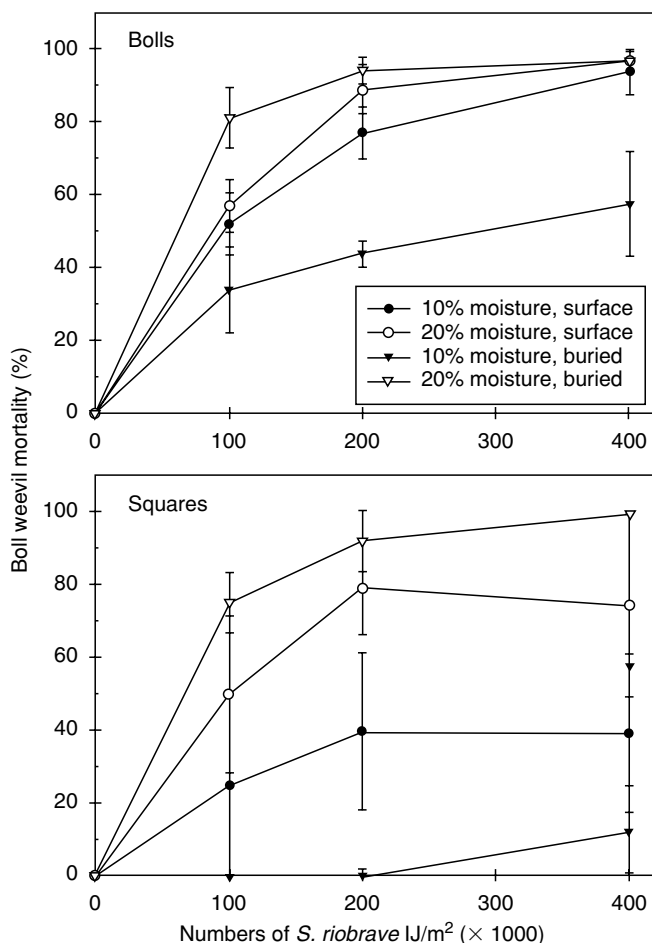 Bolls
100
80
60
40
20
0
0 100 200 300 400
10% moisture, surface
20% moisture, surface
10% moisture, buried
20% moisture, buried
Boll weevil mortality (%)
Squares
100
80
60
40
20
0
0 100 200 300 400
Numbers of S. riobrave IJ/m² (× 1000)